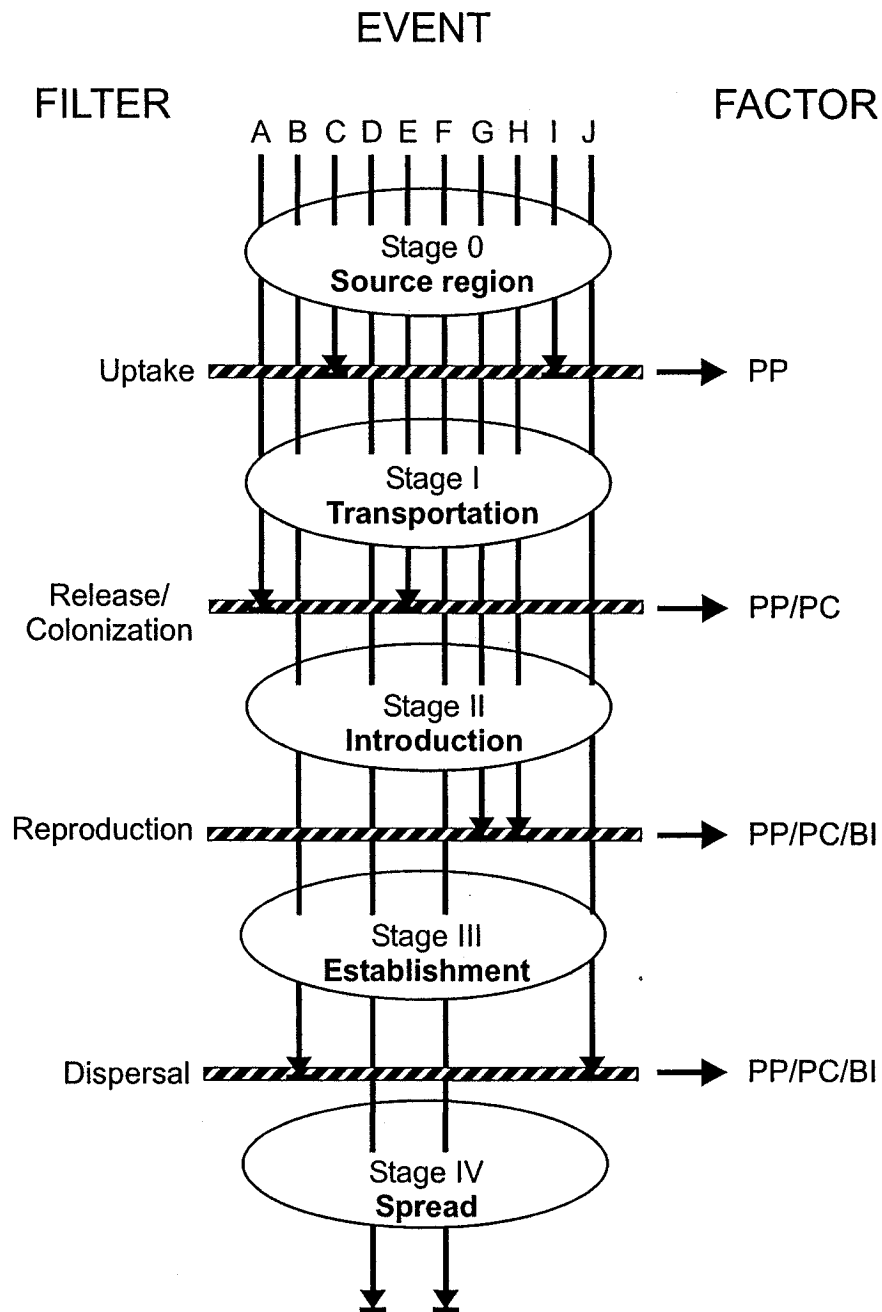 EVENT
FILTER
FACTOR
A B C D E F G H I J
Stage 0
Source region
Uptake
PP
Stage I
Transportation
Release/
Colonization
PP/PC
Stage II
Introduction
Reproduction
PP/PC/BI
Stage III
Establishment
Dispersal
PP/PC/BI
Stage IV
Spread